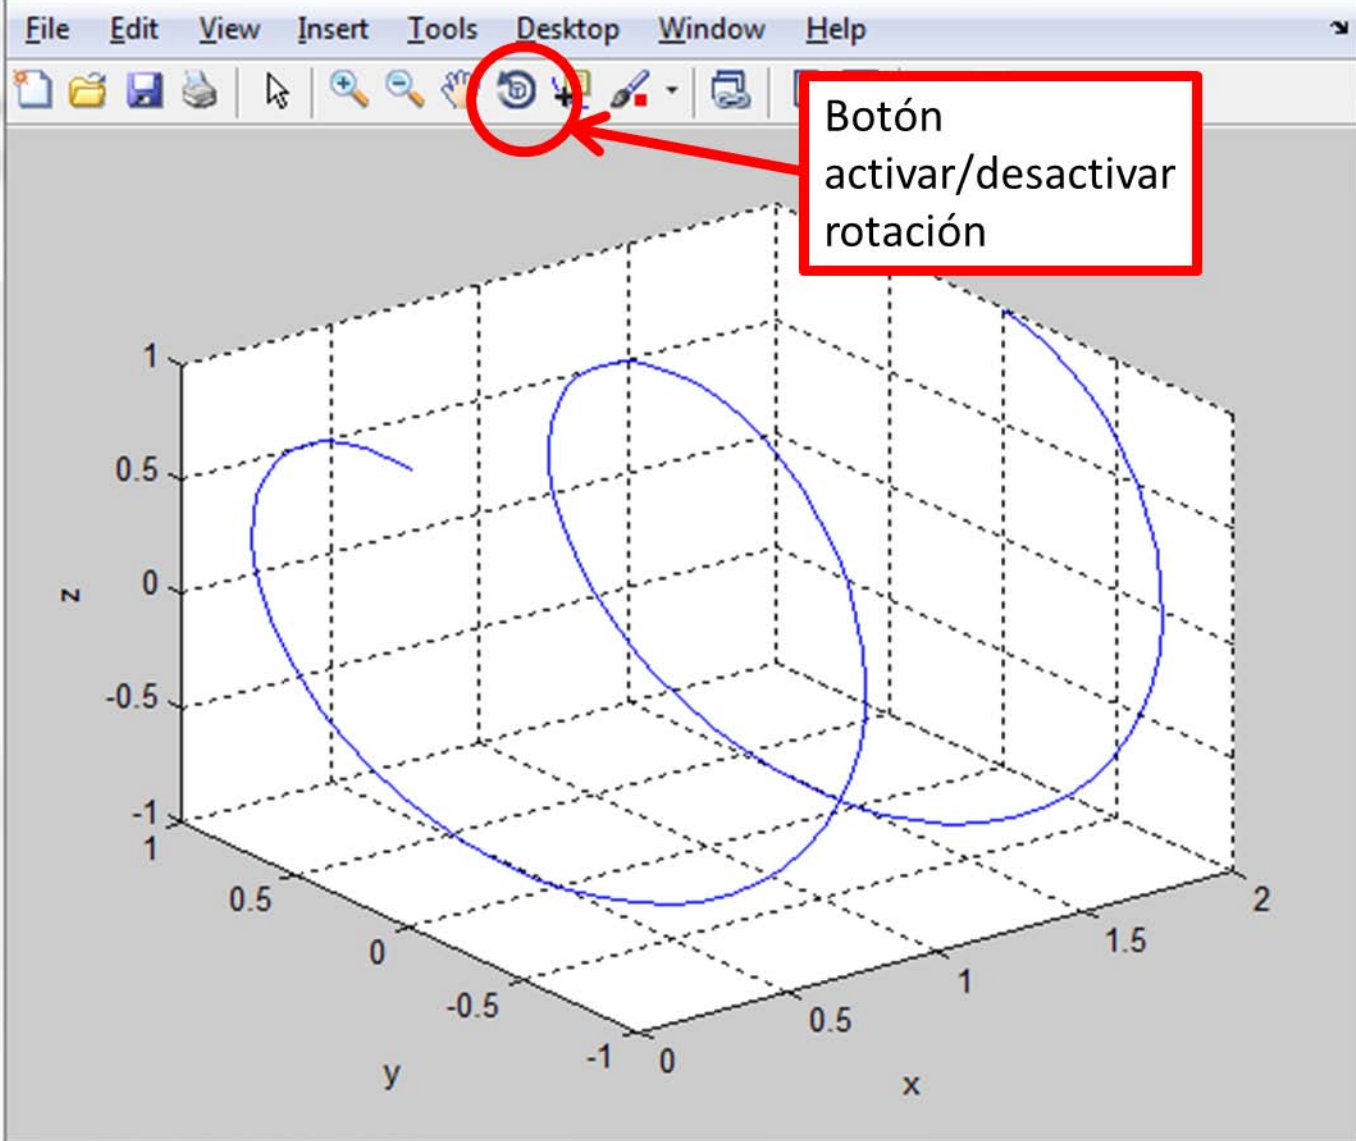 File Edit View Insert Tools Desktop Window Help
Botón
activar/desactivar
rotación
1
0.5
0
-0.5
-1
z
1
0.5
0
-0.5
-1
y
0
0.5
1
1.5
2
x